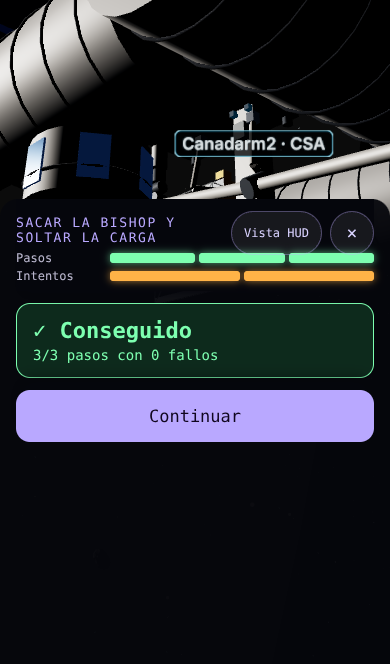 Canadarm2 · CSA
SACAR LA BISHOP Y
SOLTAR LA CARGA
Vista HUD
×
Pasos
Intentos
✓ Conseguido
3/3 pasos con 0 fallos
Continuar